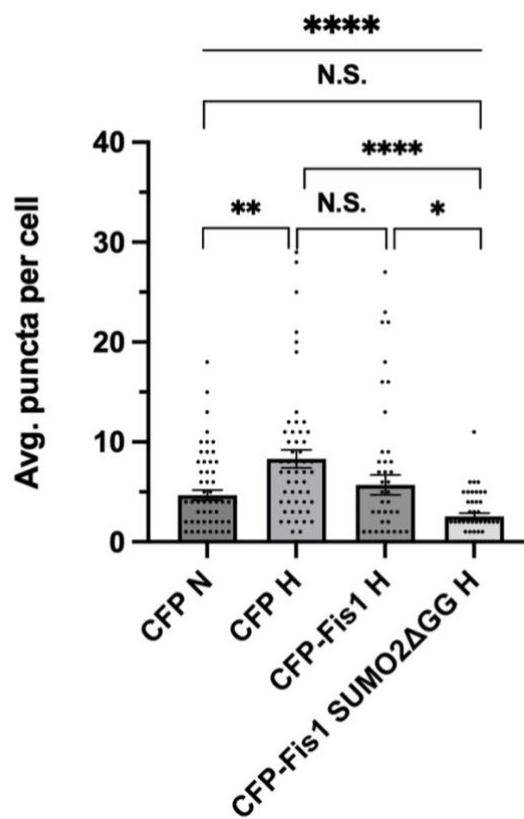 ****
N.S.
****
** N.S. *
Avg. puncta per cell
40
30
20
10
0
CFP N
CFP H
CFP-Fis1 H
CFP-Fis1 SUMO2ΔGG H